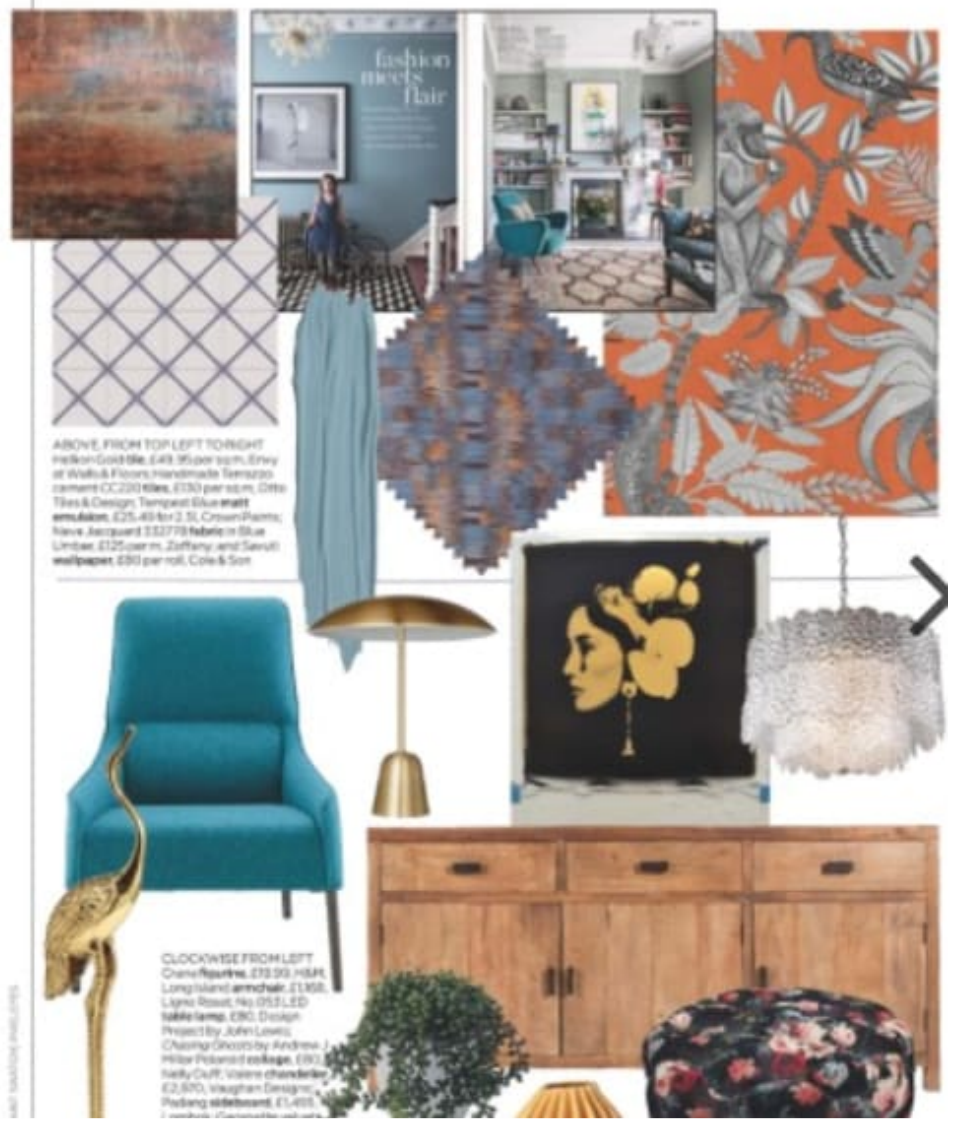 fashion
meets
flair
ABOVE, FROM TOP LEFT TO RIGHT
Hellion Gold tile, £49.95 per sq m, Envy
at Walls & Floors; Handmade Terrazzo
cement CC220 tiles, £130 per sq m, Otto
Tiles & Design; Tempest Blue matt
emulsion, £25.49 for 2.5l, Crown Paints;
Neve Jacquard 332778 fabric in Blue
Umber, £125 per m, Zoffany; and Savuti
wallpaper, £80 per roll, Cole & Son
CLOCKWISE FROM LEFT
Crane figurine, £19.99, H&M;
Long Island armchair, £1,168,
Ligne Roset; No.053 LED
table lamp, £80, Design
Project by John Lewis;
Chasing Ghosts by Andrew J
Millar Polaroid collage, £80,
Nelly Duff; Valere chandelier,
£2,970, Vaughan Designs;
Padang sideboard, £1,495,